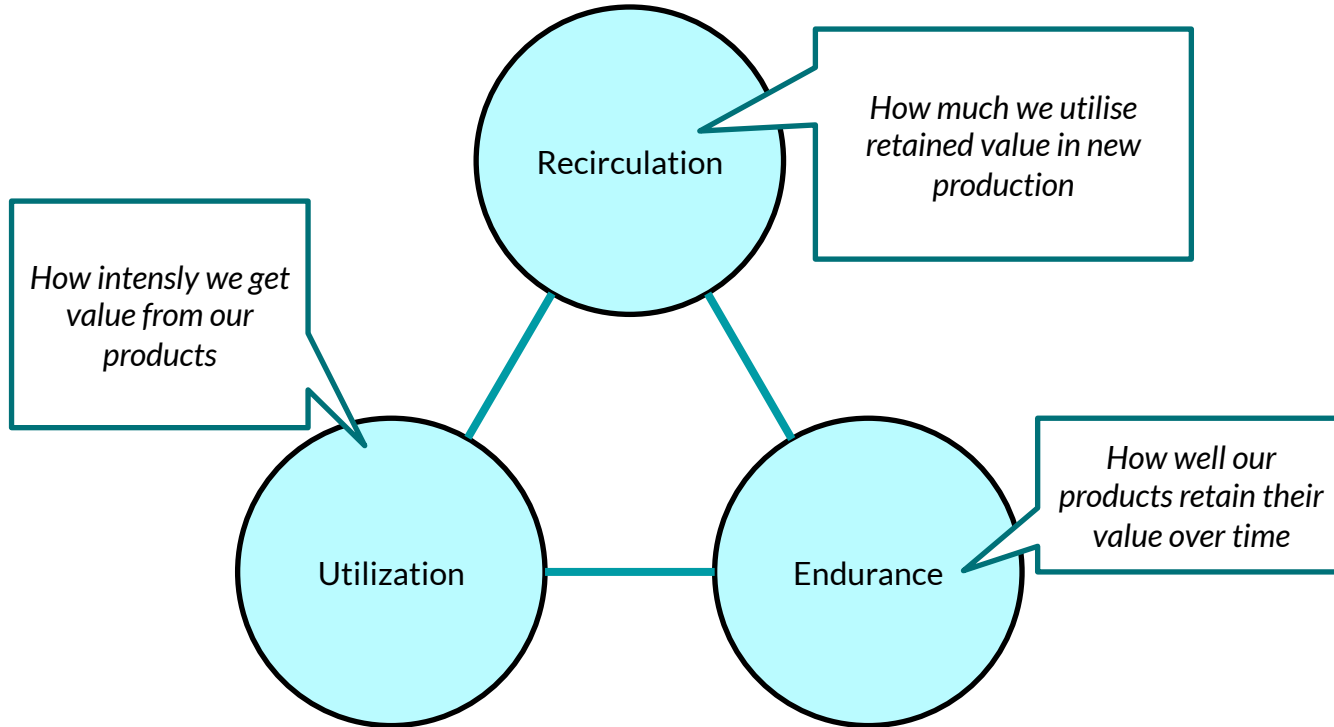 Recirculation
How much we utilise
retained value in new
production
How intensly we get
value from our
products
Utilization
Endurance
How well our
products retain their
value over time